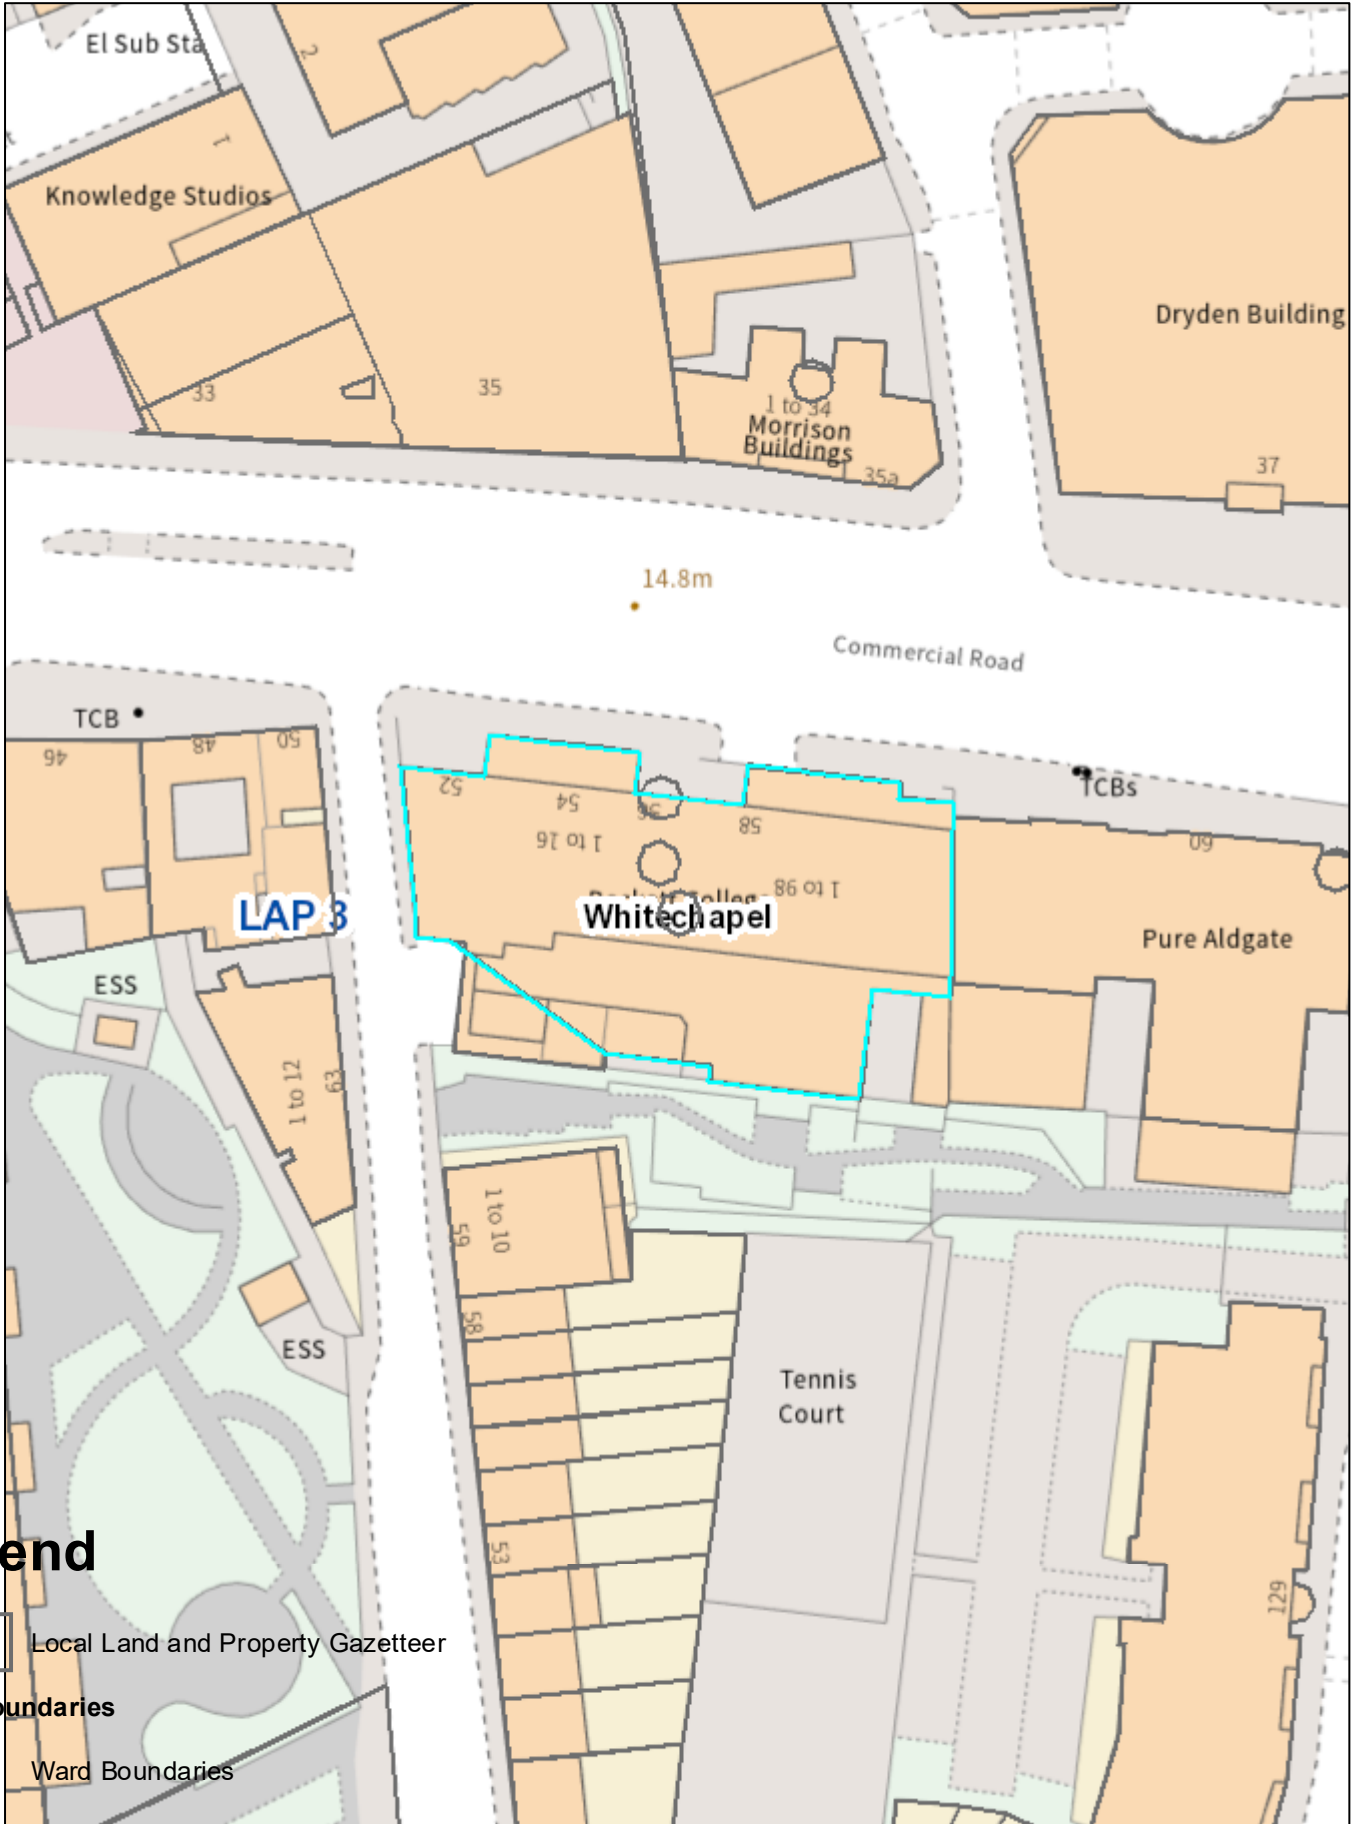 El Sub Sta
2
1
Knowledge Studios
Dryden Building
33
35
1 to 34
Morrison
Buildings
35a
37
14.8m
Commercial Road
TCB
46
48
50
52
54
56
58
1 to 16
1 to 98
TCBs
60
LAP 3
Whitechapel
Pure Aldgate
ESS
1 to 12
63
1 to 10
59
58
ESS
Tennis
Court
53
129
end
Local Land and Property Gazetteer
oundaries
Ward Boundaries